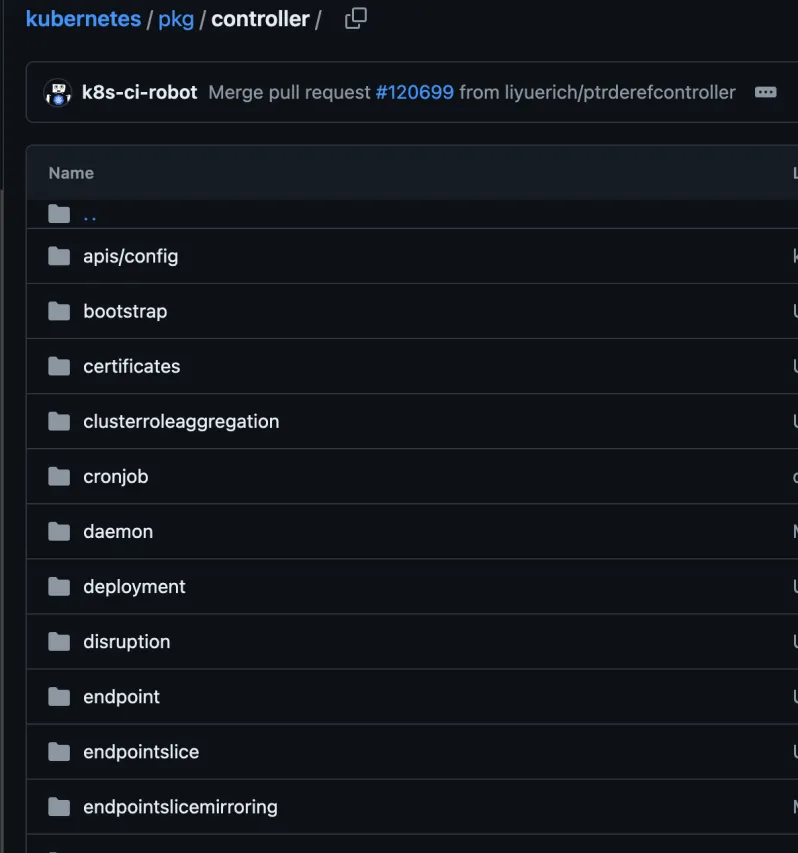 kubernetes / pkg / controller /
k8s-ci-robot Merge pull request #120699 from liyuerich/ptrderefcontroller
Name
..
apis/config
bootstrap
certificates
clusterroleaggregation
cronjob
daemon
deployment
disruption
endpoint
endpointslice
endpointslicemirroring